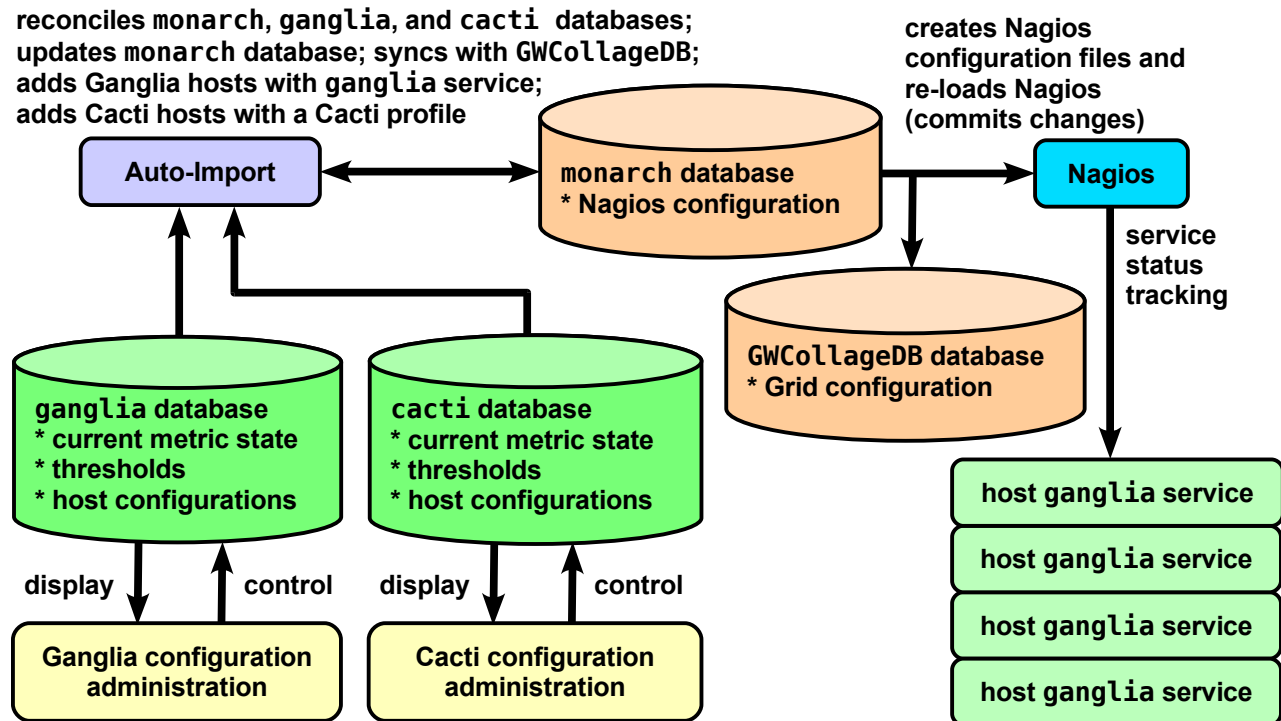 reconciles monarch, ganglia, and cacti databases;
updates monarch database; syncs with GWCollageDB;
adds Ganglia hosts with ganglia service;
adds Cacti hosts with a Cacti profile
creates Nagios
configuration files and
re-loads Nagios
(commits changes)
Auto-Import
monarch database
* Nagios configuration
Nagios
service
status
tracking
GWCollageDB database
* Grid configuration
ganglia database
* current metric state
* thresholds
* host configurations
cacti database
* current metric state
* thresholds
* host configurations
host ganglia service
host ganglia service
host ganglia service
host ganglia service
display
control
display
control
Ganglia configuration
administration
Cacti configuration
administration